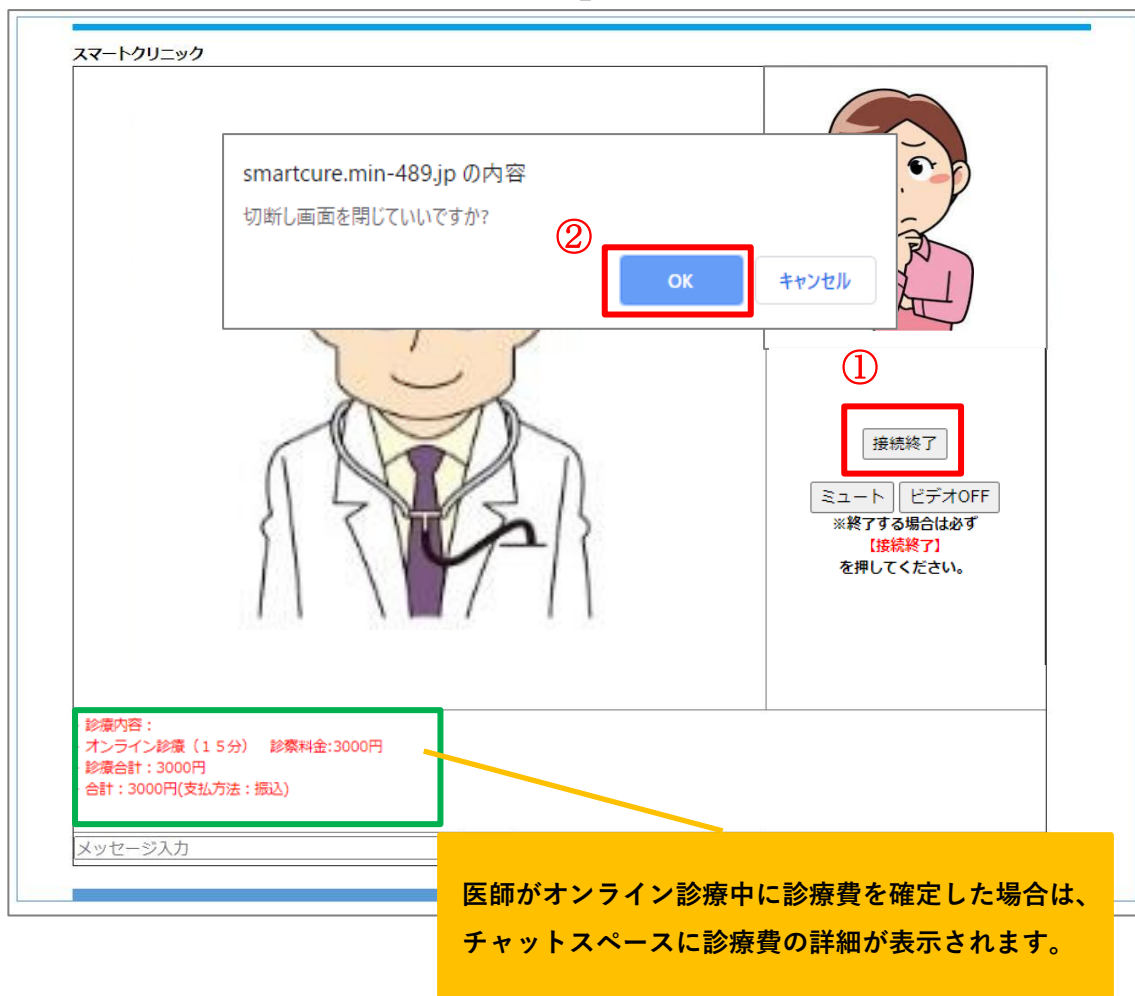 スマートクリニック
smartcure.min-489.jp の内容
切断し画面を閉じていいですか?
②
OK
キャンセル
①
接続終了
ミュート
ビデオOFF
※終了する場合は必ず
【接続終了】
を押してください。
診療内容：
オンライン診療（１５分）　診察料金:3000円
診療合計：3000円
合計：3000円(支払方法：振込)
メッセージ入力
医師がオンライン診療中に診療費を確定した場合は、
チャットスペースに診療費の詳細が表示されます。